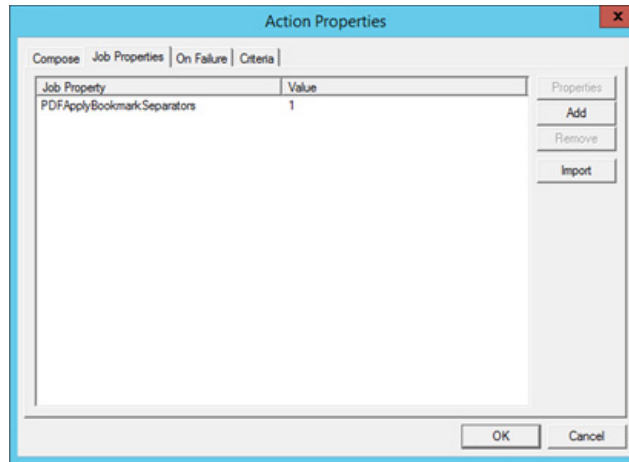 Action Properties
x
Compose Job Properties On Failure Criteria
Job Property Value
PDFApplyBookmarkSeparators 1
Properties
Add
Remove
Import
OK Cancel